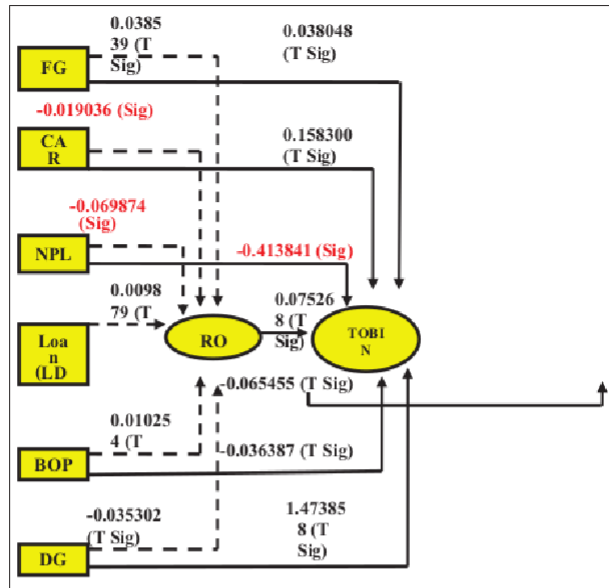 0.0385
39 (T
Sig)
0.038048
(T Sig)
FG
-0.019036 (Sig)
CA
R
0.158300
(T Sig)
-0.069874
(Sig)
NPL
-0.413841 (Sig)
0.0098
79 (T
0.07526
8 (T
Sig)
Loa
n
(LD
RO
TOBI
N
-0.065455 (T Sig)
0.01025
4 (T
BOP
-0.036387 (T Sig)
-0.035302
(T Sig)
1.47385
8 (T
Sig)
DG